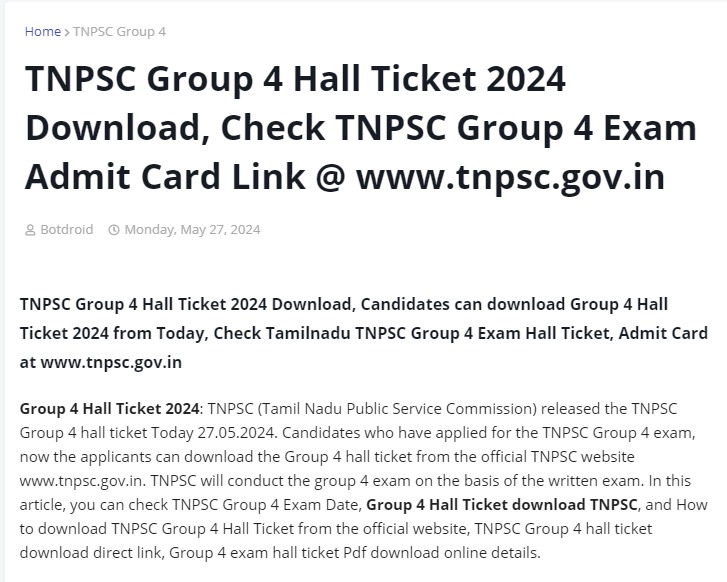 Home > TNPSC Group 4
TNPSC Group 4 Hall Ticket 2024
Download, Check TNPSC Group 4 Exam
Admit Card Link @ www.tnpsc.gov.in
Botdroid Monday, May 27, 2024
TNPSC Group 4 Hall Ticket 2024 Download, Candidates can download Group 4 Hall
Ticket 2024 from Today, Check Tamilnadu TNPSC Group 4 Exam Hall Ticket, Admit Card
at www.tnpsc.gov.in
Group 4 Hall Ticket 2024: TNPSC (Tamil Nadu Public Service Commission) released the TNPSC
Group 4 hall ticket Today 27.05.2024. Candidates who have applied for the TNPSC Group 4 exam,
now the applicants can download the Group 4 hall ticket from the official TNPSC website
www.tnpsc.gov.in. TNPSC will conduct the group 4 exam on the basis of the written exam. In this
article, you can check TNPSC Group 4 Exam Date, Group 4 Hall Ticket download TNPSC, and How
to download TNPSC Group 4 Hall Ticket from the official website, TNPSC Group 4 hall ticket
download direct link, Group 4 exam hall ticket Pdf download online details.